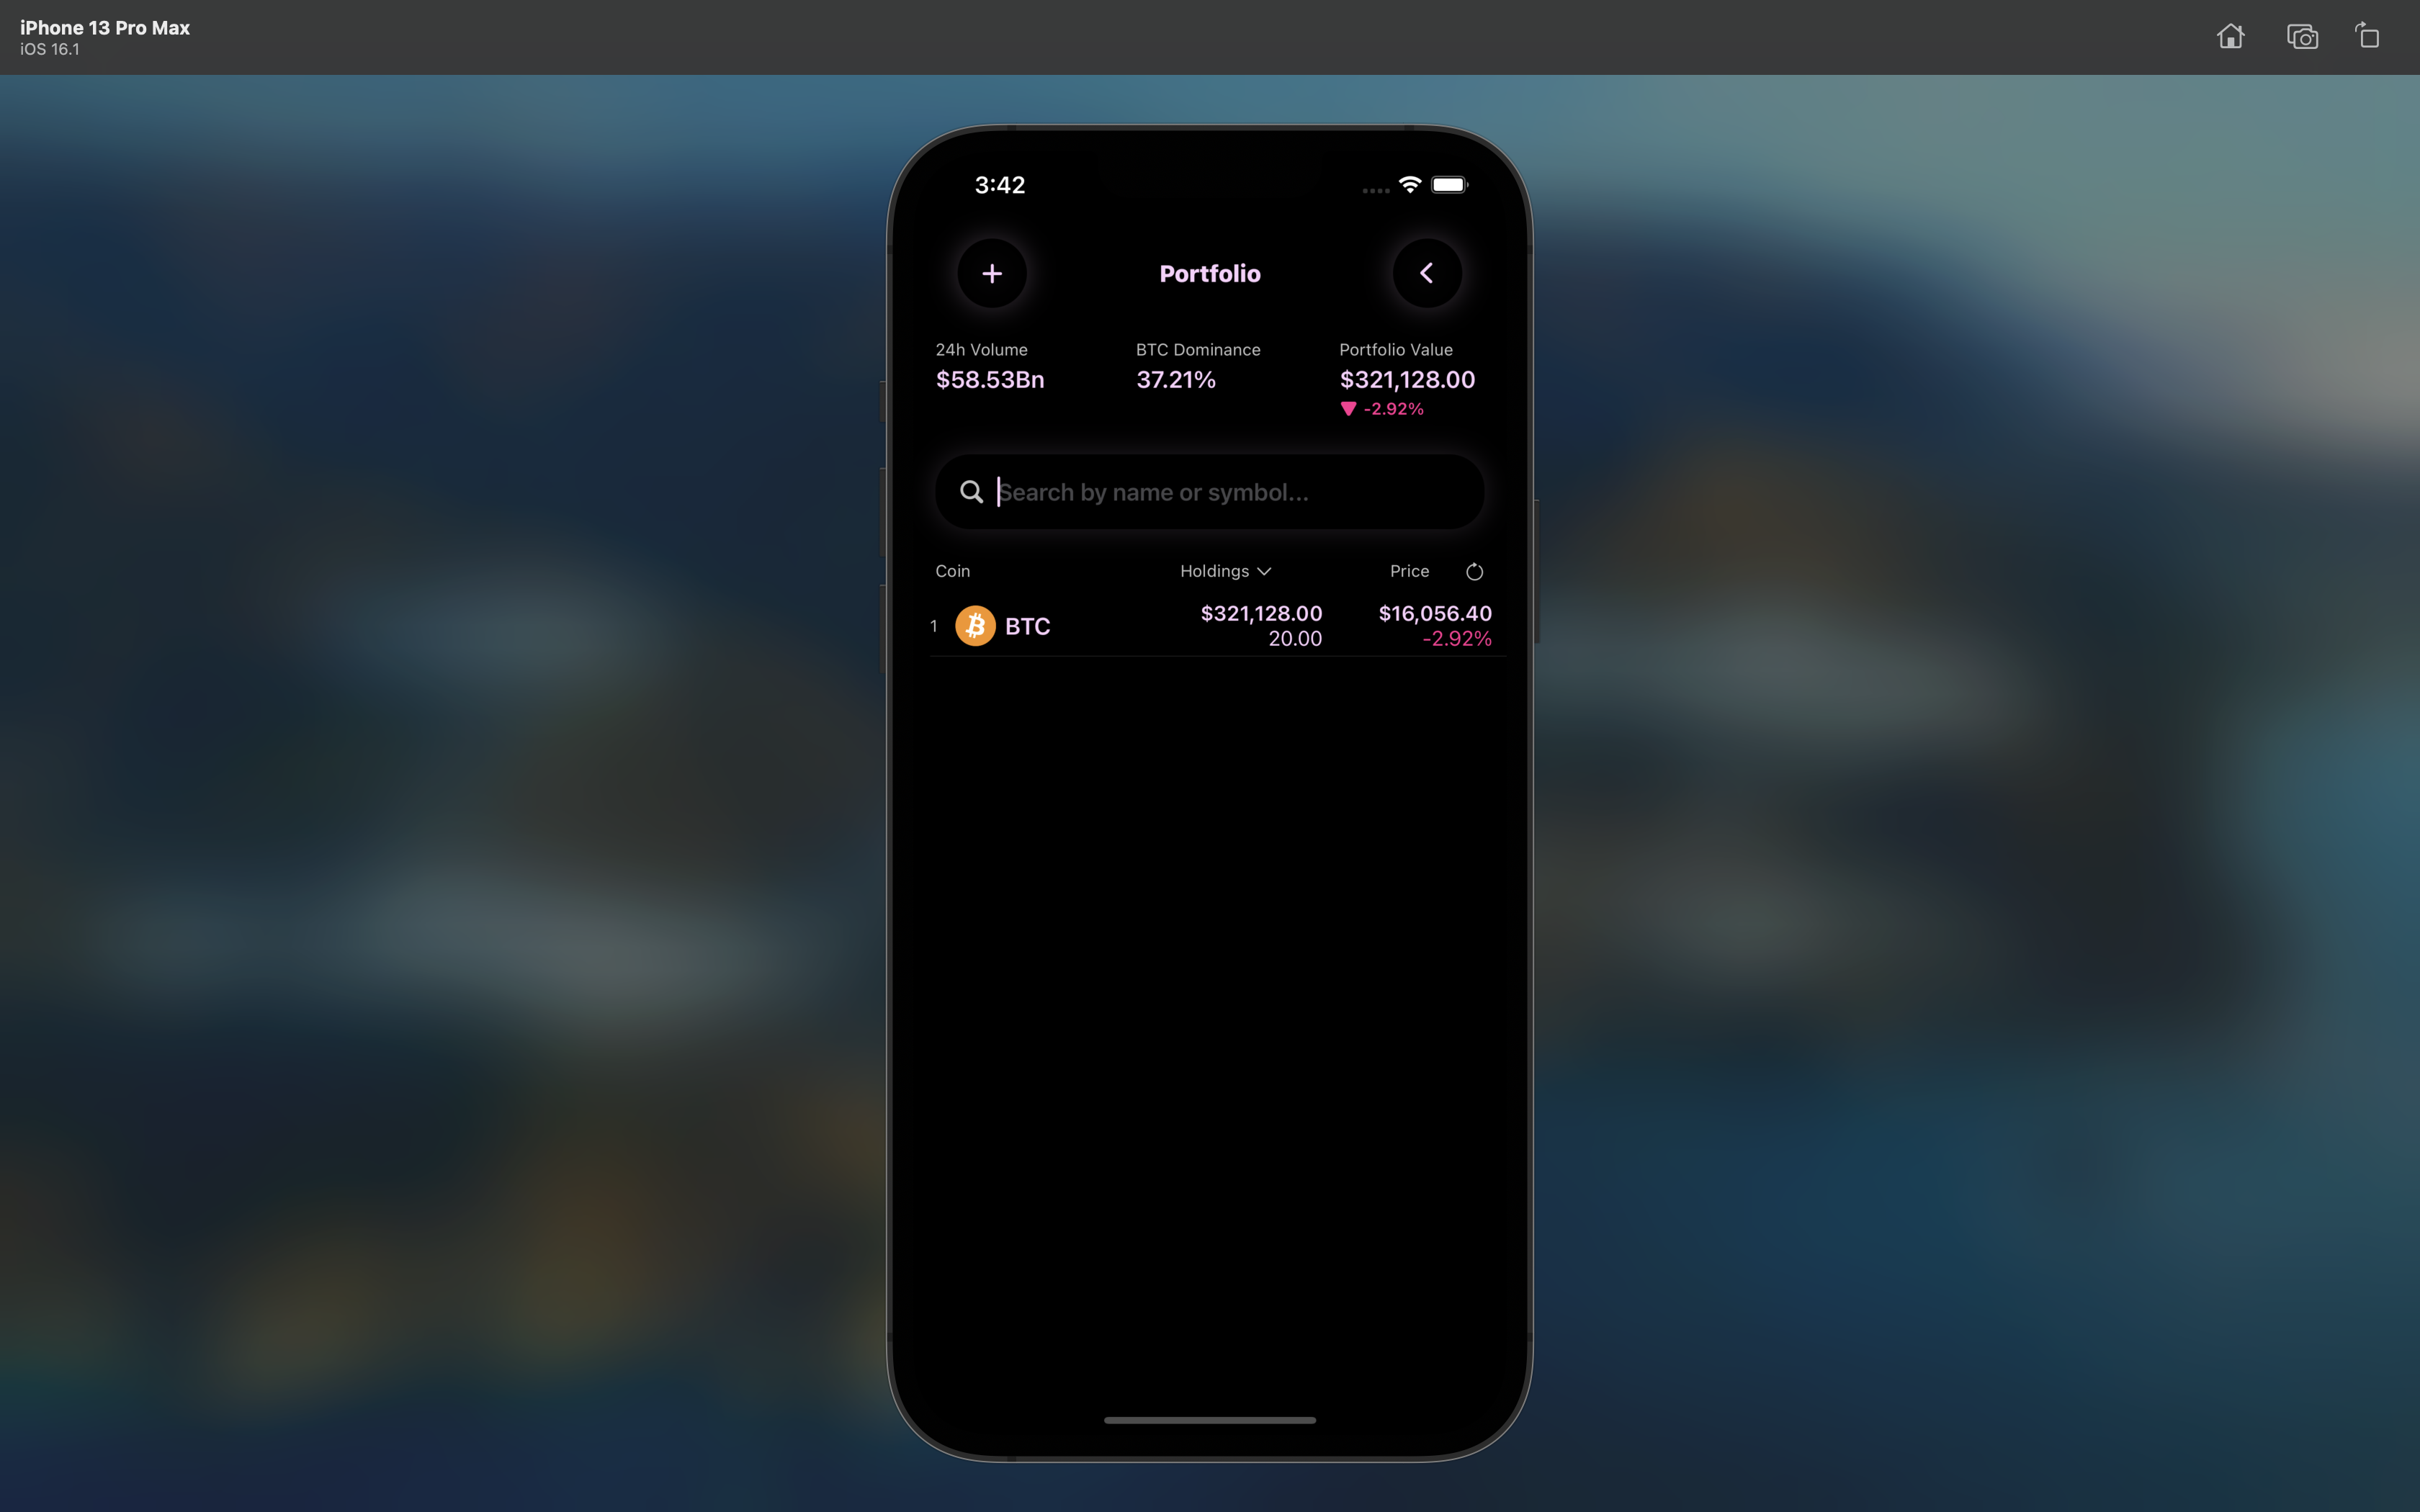 iPhone 13 Pro Max
iOS 16.1
3:42
Portfolio
24h Volume BTC Dominance Portfolio Value
$58.53Bn 37.21% $321,128.00
-2.92%
Search by name or symbol...
Coin Holdings Price
1 BTC $321,128.00 $16,056.40
20.00 -2.92%